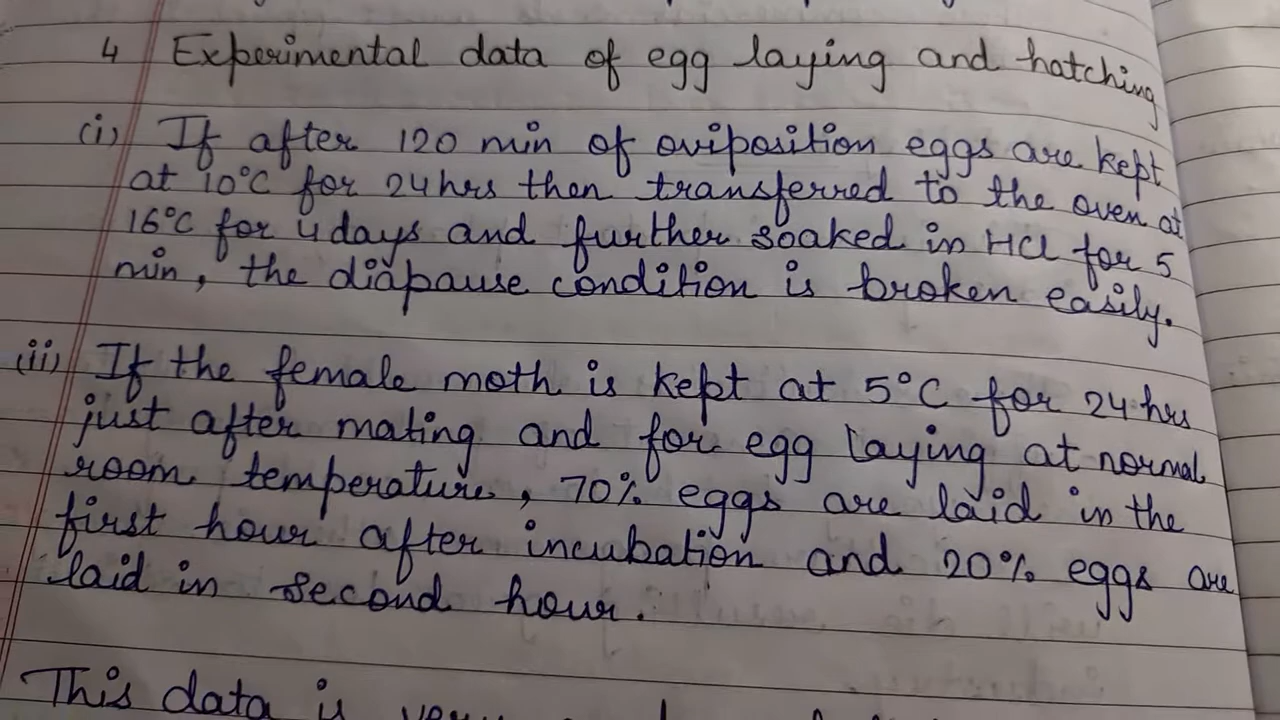 4 Experimental data of egg laying and hatching
(i) If after 120 min of oviposition eggs are kept
at 10°C for 24hrs then transferred to the oven at
16°C for 4days and further soaked in HCl for 5
min, the diapause condition is broken easily.
(ii) If the female moth is kept at 5°C for 24hrs
just after mating and for egg laying at normal
room temperature, 70% eggs are laid in the
first hour after incubation and 20% eggs are
laid in second hour.
This data is very